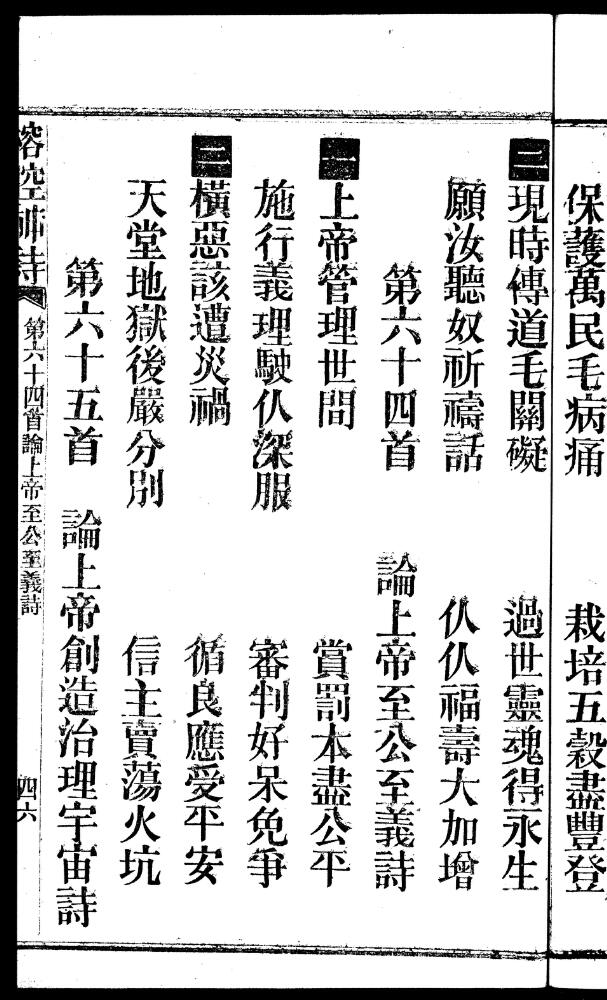 保護萬民毛病痛　栽培五穀盡豐登
二現時傳道毛關礙　過世靈魂得永生
願汝聽奴祈禱話　仈仈福壽大加增
第六十四首　論上帝至公至義詩
一上帝管理世間　賞罰本盡公平
施行義理駛仈深服　審判好呆免爭
二橫惡該遭災禍　循良應受平安
天堂地獄後嚴分別　信主賣蕩火坑
第六十五首　論上帝創造治理宇宙詩
榕空神詩　第六十四首論上帝至公至義詩　四六